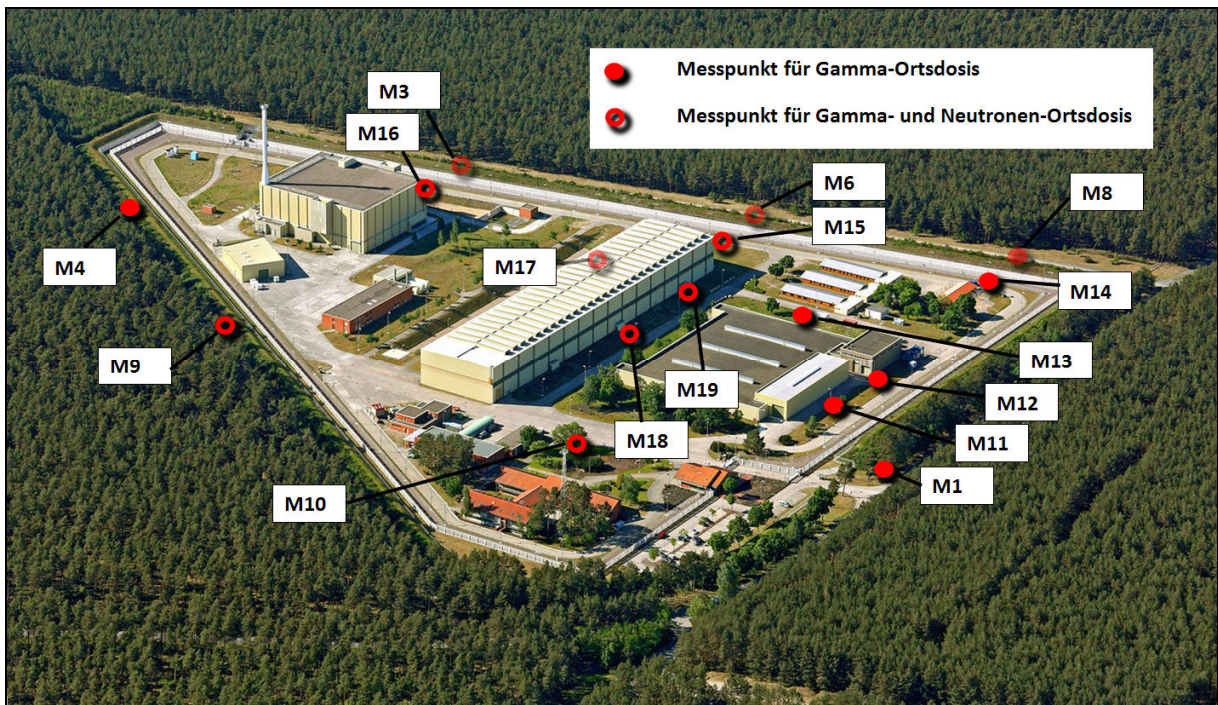 Messpunkt für Gamma-Ortsdosis
Messpunkt für Gamma- und Neutronen-Ortsdosis
M3
M16
M6
M8
M15
M4
M17
M14
M9
M13
M19
M12
M18
M11
M10
M1